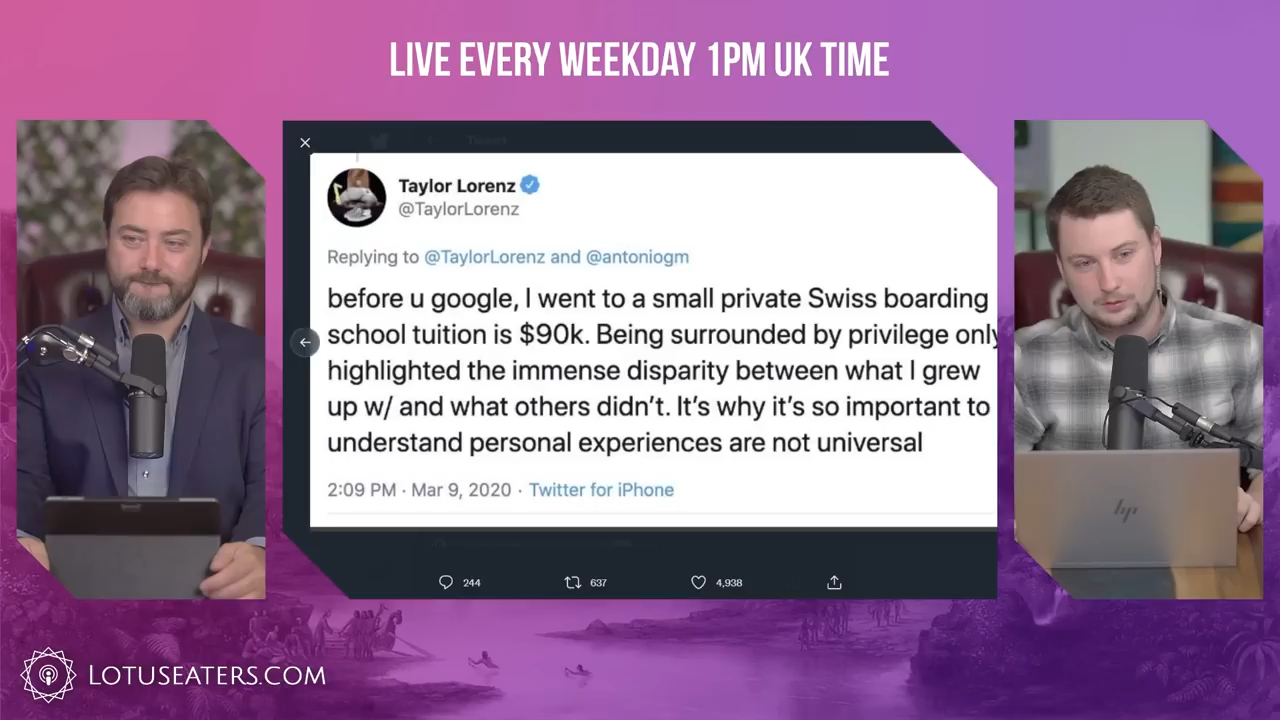 LIVE EVERY WEEKDAY 1PM UK TIME
Taylor Lorenz
@TaylorLorenz
Replying to @TaylorLorenz and @antoniogm
before u google, I went to a small private Swiss boarding
school tuition is $90k. Being surrounded by privilege only
highlighted the immense disparity between what I grew
up w/ and what others didn't. It's why it's so important to
understand personal experiences are not universal
2:09 PM · Mar 9, 2020 · Twitter for iPhone
244 637 4,938
hp
LOTUSEATERS.COM